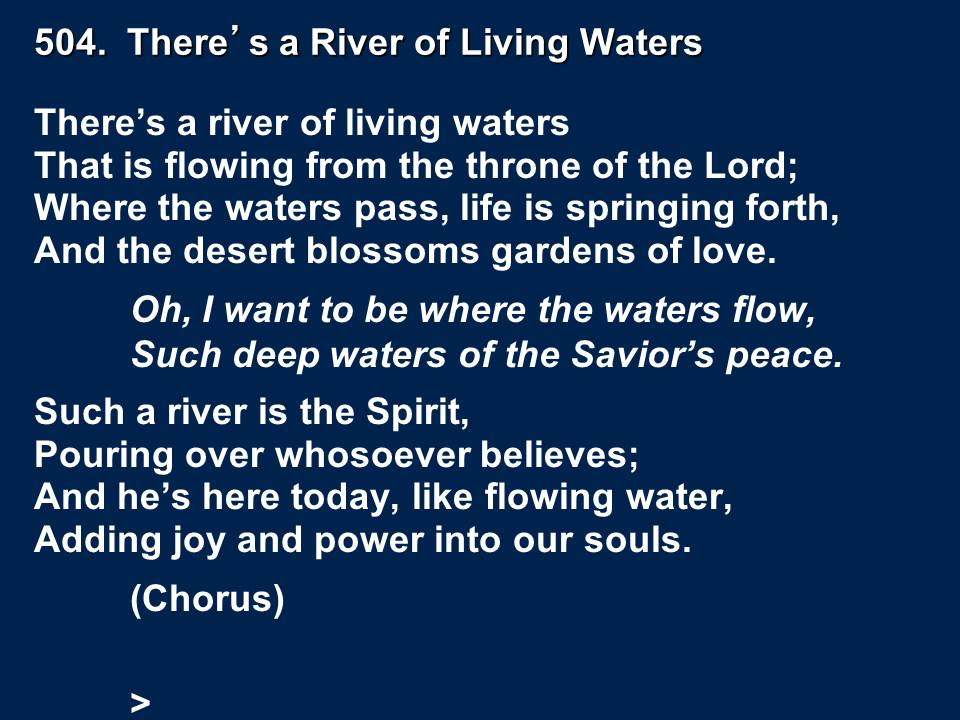 504. There’s a River of Living Waters
There’s a river of living waters
That is flowing from the throne of the Lord;
Where the waters pass, life is springing forth,
And the desert blossoms gardens of love.
Oh, I want to be where the waters flow,
Such deep waters of the Savior’s peace.
Such a river is the Spirit,
Pouring over whosoever believes;
And he’s here today, like flowing water,
Adding joy and power into our souls.
(Chorus)
>